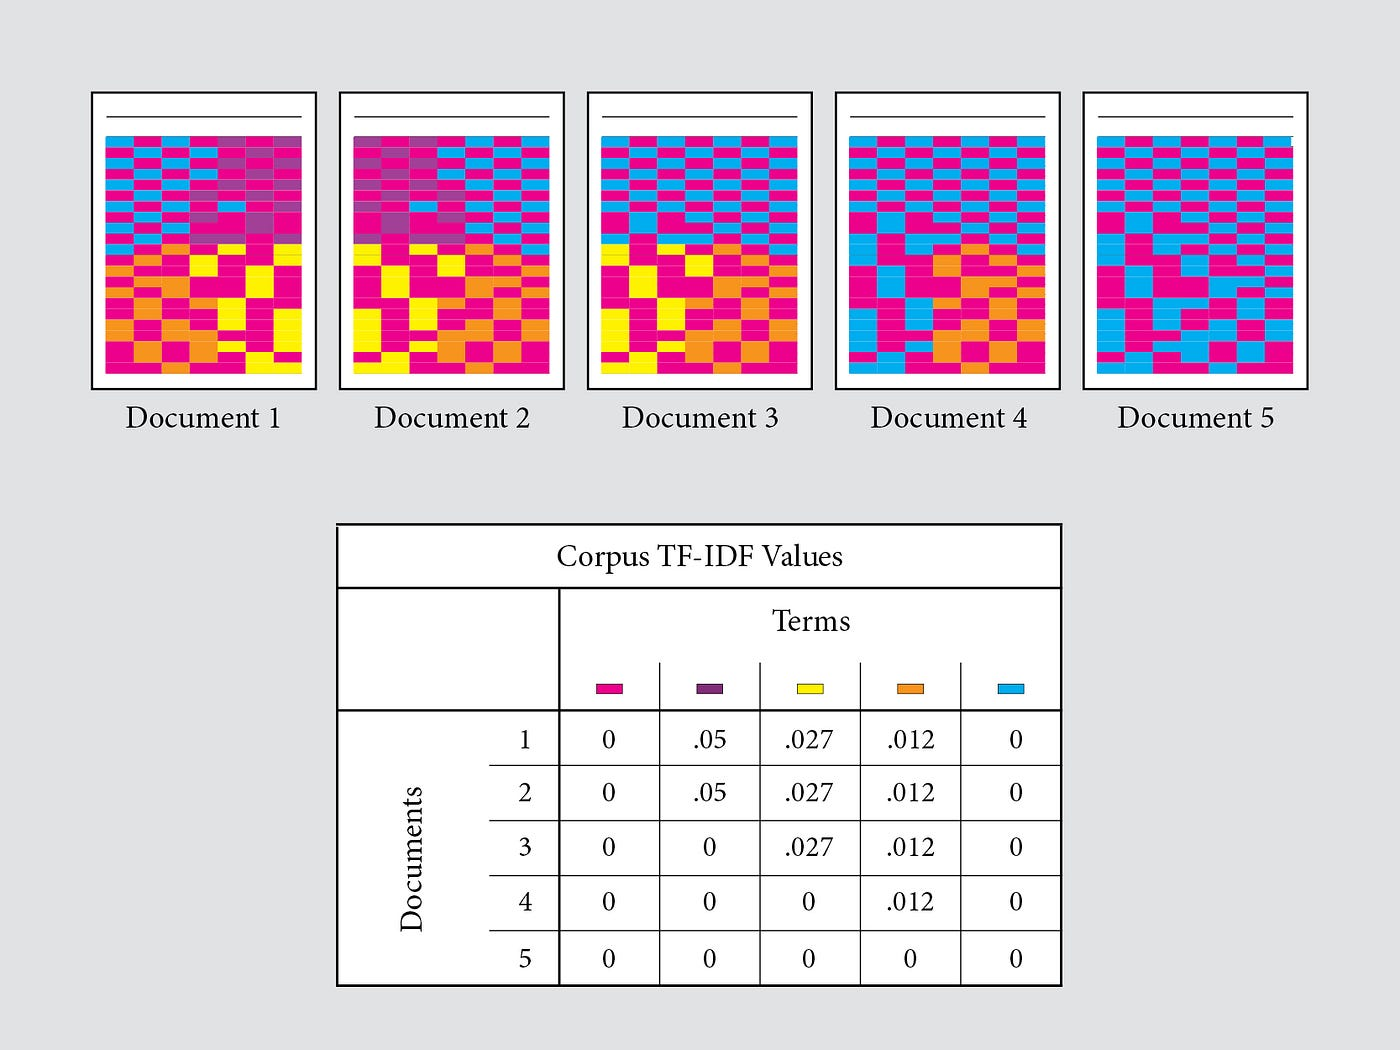 Document 1 Document 2 Document 3 Document 4 Document 5
Corpus TF-IDF Values
Terms
Documents
1 0 .05 .027 .012 0
2 0 .05 .027 .012 0
3 0 0 .027 .012 0
4 0 0 0 .012 0
5 0 0 0 0 0